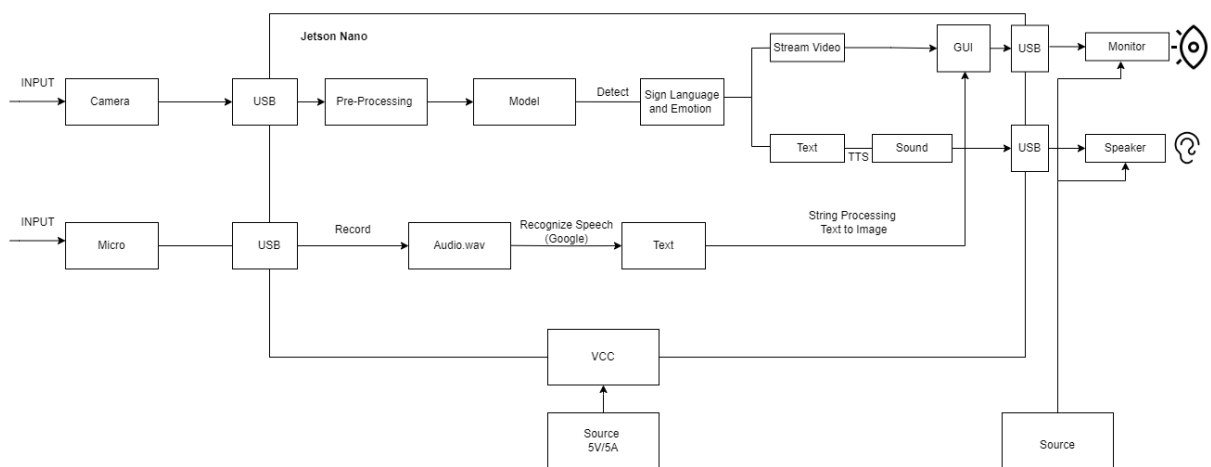 Jetson Nano
INPUT
Camera
USB
Pre-Processing
Model
Detect
Sign Language
and Emotion
Stream Video
GUI
USB
Monitor
Text
TTS
Sound
USB
Speaker
INPUT
Micro
USB
Record
Audio.wav
Recognize Speech
(Google)
Text
String Processing
Text to Image
VCC
Source
5V/5A
Source